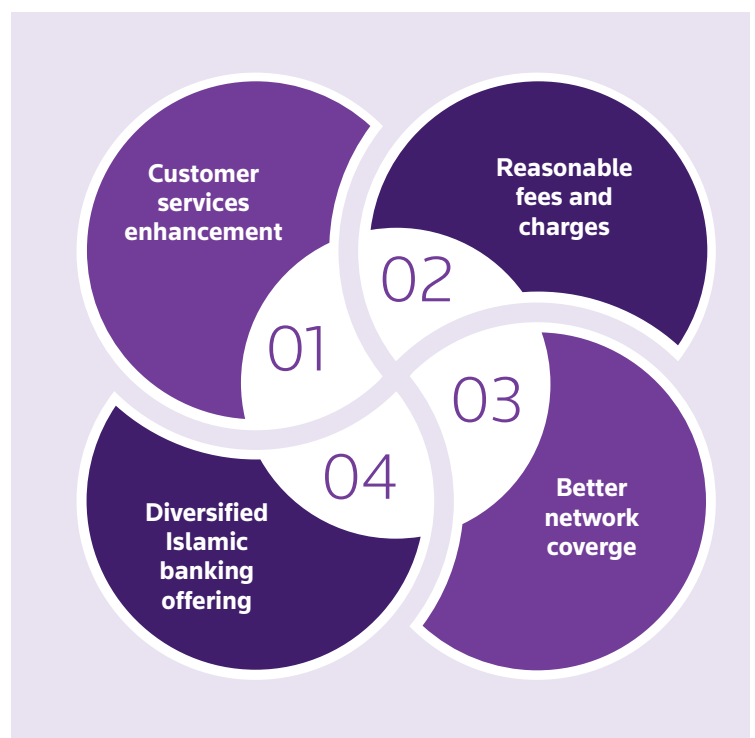 Customer
services
enhancement
01
Reasonable
fees and
charges
02
Better
network
coverge
03
Diversified
Islamic
banking
offering
04